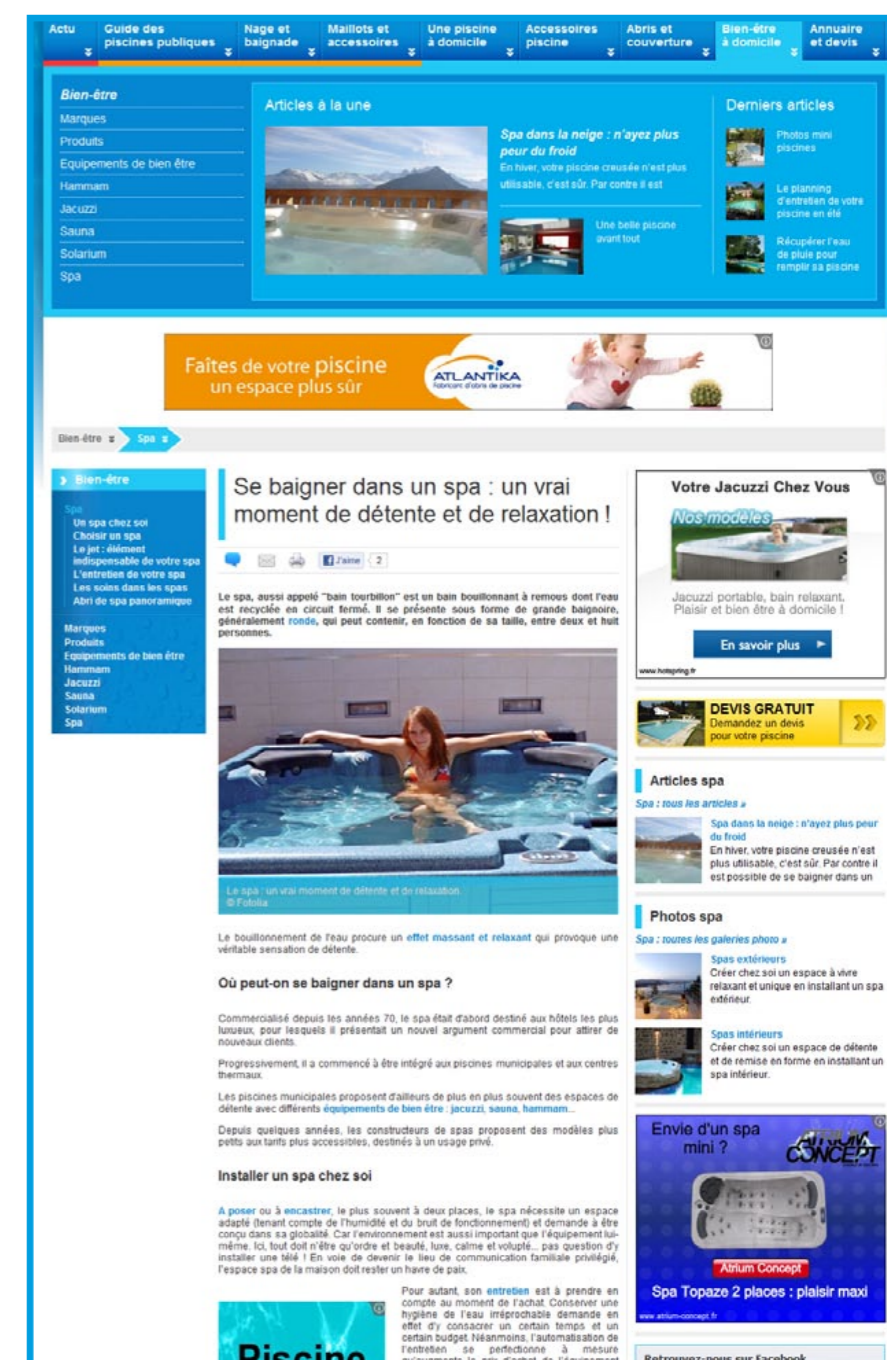 Actu
Guide des
piscines publiques
Nage et
baignade
Maillots et
accessoires
Une piscine
à domicile
Accessoires
piscine
Abris et
couverture
Bien-être
à domicile
Annuaire
et devis
Bien-être
Marques
Produits
Equipements de bien être
Hammam
Jacuzzi
Sauna
Solarium
Spa
Articles à la une
Spa dans la neige : n'ayez plus
peur du froid
En hiver, votre piscine creusée n'est plus
utilisable, c'est sûr. Par contre il est
Une belle piscine
avant tout
Derniers articles
Photos mini
piscines
Le planning
d'entretien de votre
piscine en été
Récupérer l'eau
de pluie pour
remplir sa piscine
Faîtes de votre piscine
un espace plus sûr
ATLANTIKA
Fabricant d'abris de piscine
Bien-être
Spa
Bien-être
Spa
Un spa chez soi
Choisir un spa
Le jet : élément
indispensable de votre spa
L'entretien de votre spa
Les soins dans les spas
Abri de spa panoramique
Marques
Produits
Equipements de bien être
Hammam
Jacuzzi
Sauna
Solarium
Spa
Se baigner dans un spa : un vrai
moment de détente et de relaxation !
J'aime 2
Le spa, aussi appelé "bain tourbillon" est un bain bouillonnant à remous dont l'eau
est recyclée en circuit fermé. Il se présente sous forme de grande baignoire,
généralement ronde, qui peut contenir, en fonction de sa taille, entre deux et huit
personnes.
Le spa : un vrai moment de détente et de relaxation.
© Fotolia
Le bouillonnement de l'eau procure un effet massant et relaxant qui provoque une
véritable sensation de détente.
Où peut-on se baigner dans un spa ?
Commercialisé depuis les années 70, le spa était d'abord destiné aux hôtels les plus
luxueux, pour lesquels il présentait un nouvel argument commercial pour attirer de
nouveaux clients.
Progressivement, il a commencé à être intégré aux piscines municipales et aux centres
thermaux.
Les piscines municipales proposent d'ailleurs de plus en plus souvent des espaces de
détente avec différents équipements de bien être : jacuzzi, sauna, hammam...
Depuis quelques années, les constructeurs de spas proposent des modèles plus
petits aux tarifs plus accessibles, destinés à un usage privé.
Installer un spa chez soi
A poser ou à encastrer, le plus souvent à deux places, le spa nécessite un espace
adapté (tenant compte de l'humidité et du bruit de fonctionnement) et demande à être
conçu dans sa globalité. Car l'environnement est aussi important que l'équipement lui-
même. Ici, tout doit n'être qu'ordre et beauté, luxe, calme et volupté... pas question d'y
installer une télé ! En voie de devenir le lieu de communication familiale privilégié,
l'espace spa de la maison doit rester un havre de paix.
Pour autant, son entretien est à prendre en
compte au moment de l'achat. Conserver une
hygiène de l'eau irréprochable demande en
effet d'y consacrer un certain temps et un
certain budget. Néanmoins, l'automatisation de
l'entretien se perfectionne à mesure
qu'augmente le prix d'achat de l'équipement
Piscine
Votre Jacuzzi Chez Vous
Nos modèles
Jacuzzi portable, bain relaxant.
Plaisir et bien être à domicile !
En savoir plus
www.hotspring.fr
DEVIS GRATUIT
Demandez un devis
pour votre piscine
Articles spa
Spa : tous les articles »
Spa dans la neige : n'ayez plus peur
du froid
En hiver, votre piscine creusée n'est
plus utilisable, c'est sûr. Par contre il
est possible de se baigner dans un
Photos spa
Spa : toutes les galeries photo »
Spas extérieurs
Créer chez soi un espace à vivre
relaxant et unique en installant un spa
extérieur.
Spas intérieurs
Créer chez soi un espace de détente
et de remise en forme en installant un
spa intérieur.
Envie d'un spa
mini ?
ATRIUM
CONCEPT
Atrium Concept
Spa Topaze 2 places : plaisir maxi
www.atrium-concept.fr
Retrouvez-nous sur Facebook